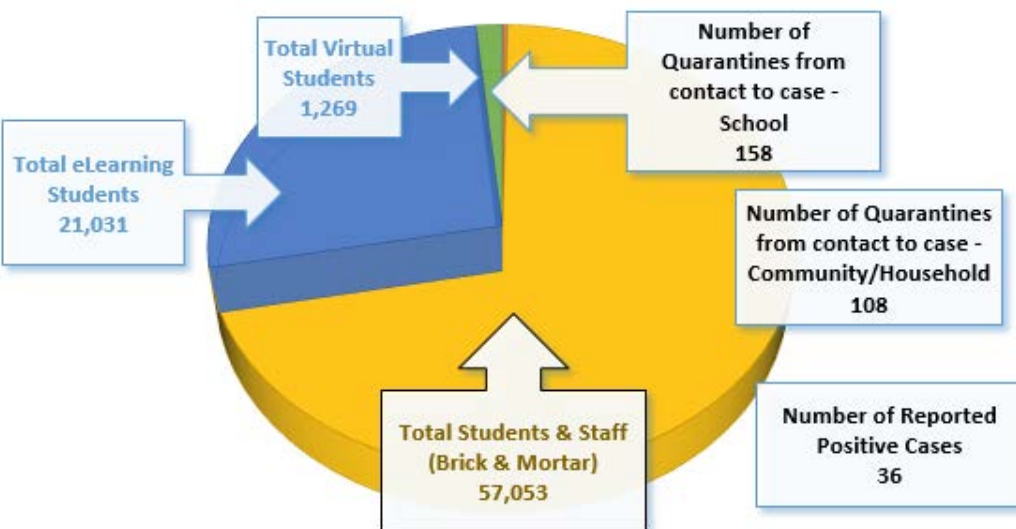 Total Virtual
Students
1,269
Number of
Quarantines from
contact to case -
School
158
Total eLearning
Students
21,031
Number of Quarantines
from contact to case -
Community/Household
108
Total Students & Staff
(Brick & Mortar)
57,053
Number of Reported
Positive Cases
36